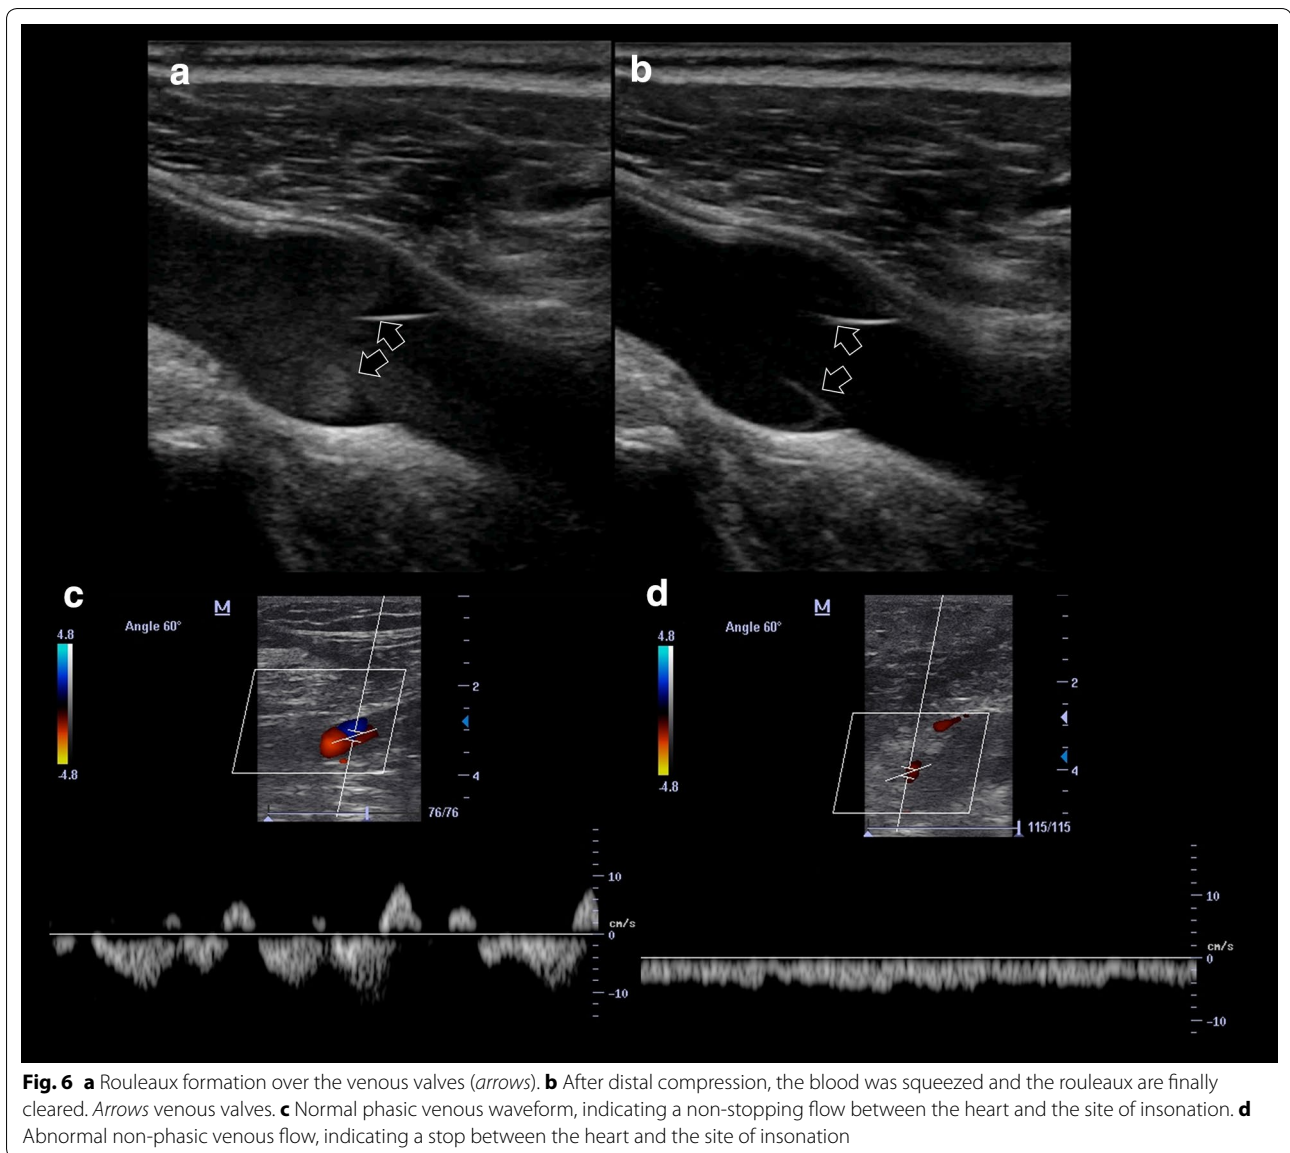 a
b
c
M
Angle 60°
4.8
-4.8
2
4
76/76
10
cm/s
0
-10
d
M
Angle 60°
4.8
-4.8
2
4
115/115
10
cm/s
0
-10
Fig. 6 a Rouleaux formation over the venous valves (arrows). b After distal compression, the blood was squeezed and the rouleaux are finally
cleared. Arrows venous valves. c Normal phasic venous waveform, indicating a non-stopping flow between the heart and the site of insonation. d
Abnormal non-phasic venous flow, indicating a stop between the heart and the site of insonation